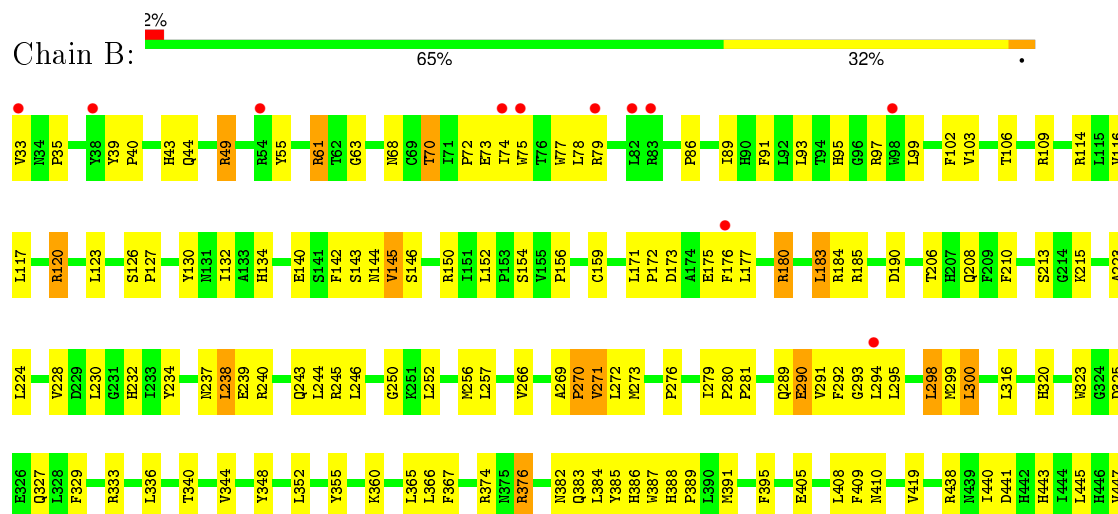 2%
Chain B:
65% 32% •
V33 N34 P35 Y38 Y39 P40 H43 Q44 R49 R54 Y55 R61 T62 G63 N68 C69 T70 I71 P72 E73 I74 W75 T76 W77 L78 R79 L82 R83 P86 I89 H90 F91 L92 L93 T94 H95 G96 R97 W98 L99 F102 V103 T106 R109 R114 L115 V116
L117 R120 L123 S126 P127 Y130 N131 I132 A133 H134 E140 S141 F142 S143 N144 V145 S146 R150 I151 L152 P153 S154 V155 P156 C159 L171 P172 D173 A174 E175 F176 L177 R180 L183 R184 R185 D190 T206 H207 Q208 F209 F210 S213 G214 K215 A223
L224 V228 D229 L230 G231 H232 I233 Y234 N237 L238 E239 R240 Q243 L244 R245 L246 G250 K251 L252 M256 L257 V266 A269 P270 V271 L272 M273 P276 I279 P280 P281 Q289 E290 V291 F292 G293 L294 L295 L298 M299 L300 L316 H320 W323 G324 D325
E326 Q327 L328 F329 R333 L336 T340 V344 Y348 L352 Y355 K360 L365 L366 F367 R374 N375 R376 N382 Q383 L384 Y385 H386 W387 H388 P389 L390 M391 F395 E405 L408 F409 N410 V419 R438 N439 I440 D441 H442 H443 I444 L445 H446 V447